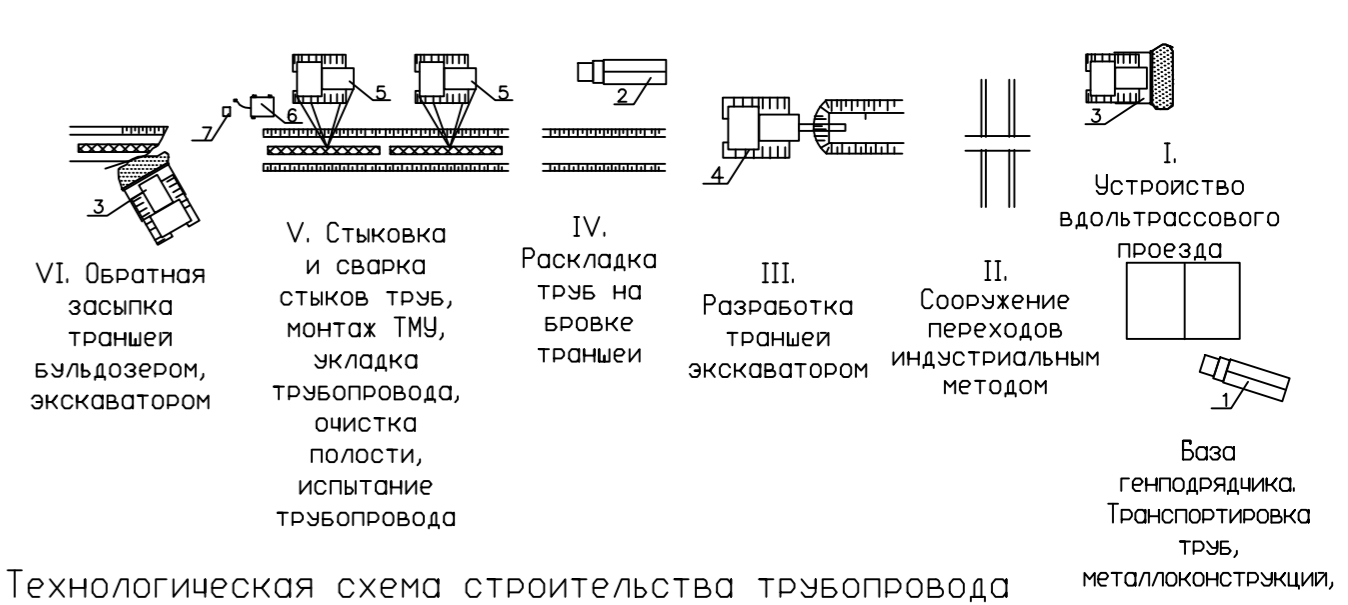 7
6
5
5
3
VI. Обратная
засыпка
траншей
бульдозером,
экскаватором
V. Стыковка
и сварка
стыков труб,
монтаж ТМУ,
укладка
трубопровода,
очистка
полости,
испытание
трубопровода
2
IV.
Раскладка
труб на
бровке
траншеи
4
III.
Разработка
траншей
экскаватором
II.
Сооружение
переходов
индустриальным
методом
3
I.
Устройство
вдольтрассового
проезда
1
База
генподрядчика.
Транспортировка
труб,
металлоконструкций,
Технологическая схема строительства трубопровода